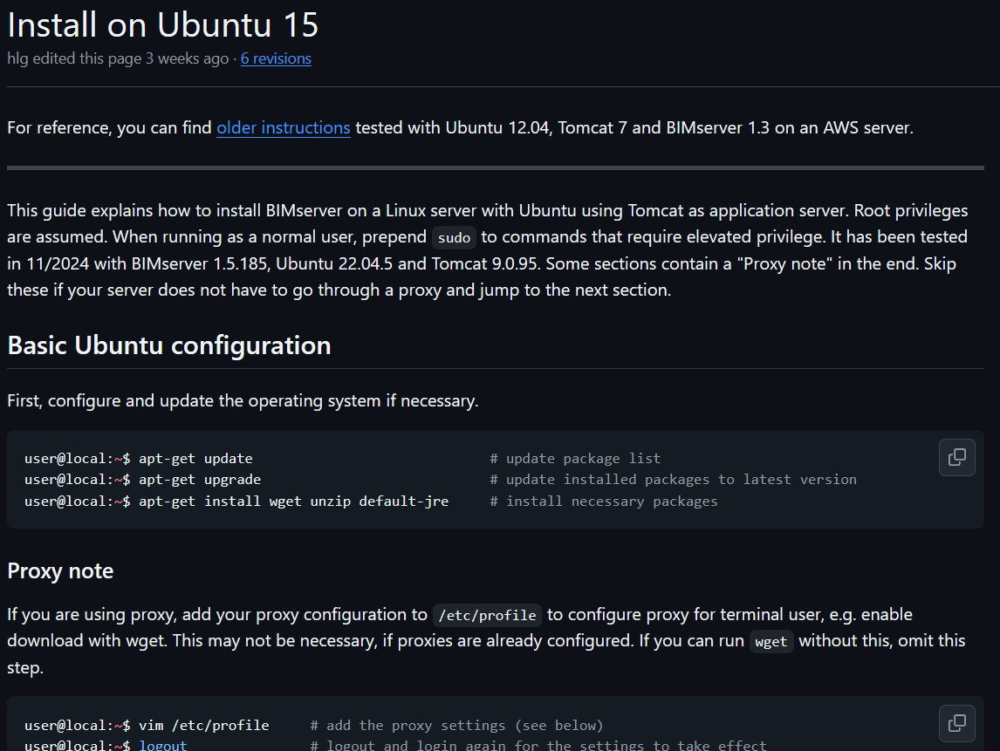 Install on Ubuntu 15
hlg edited this page 3 weeks ago · 6 revisions
For reference, you can find older instructions tested with Ubuntu 12.04, Tomcat 7 and BIMserver 1.3 on an AWS server.
This guide explains how to install BIMserver on a Linux server with Ubuntu using Tomcat as application server. Root privileges
are assumed. When running as a normal user, prepend sudo to commands that require elevated privilege. It has been tested
in 11/2024 with BIMserver 1.5.185, Ubuntu 22.04.5 and Tomcat 9.0.95. Some sections contain a "Proxy note" in the end. Skip
these if your server does not have to go through a proxy and jump to the next section.
Basic Ubuntu configuration
First, configure and update the operating system if necessary.
user@local:~$ apt-get update # update package list
user@local:~$ apt-get upgrade # update installed packages to latest version
user@local:~$ apt-get install wget unzip default-jre # install necessary packages
Proxy note
If you are using proxy, add your proxy configuration to /etc/profile to configure proxy for terminal user, e.g. enable
download with wget. This may not be necessary, if proxies are already configured. If you can run wget without this, omit this
step.
user@local:~$ vim /etc/profile # add the proxy settings (see below)
user@local:~$ logout # logout and login again for the settings to take effect